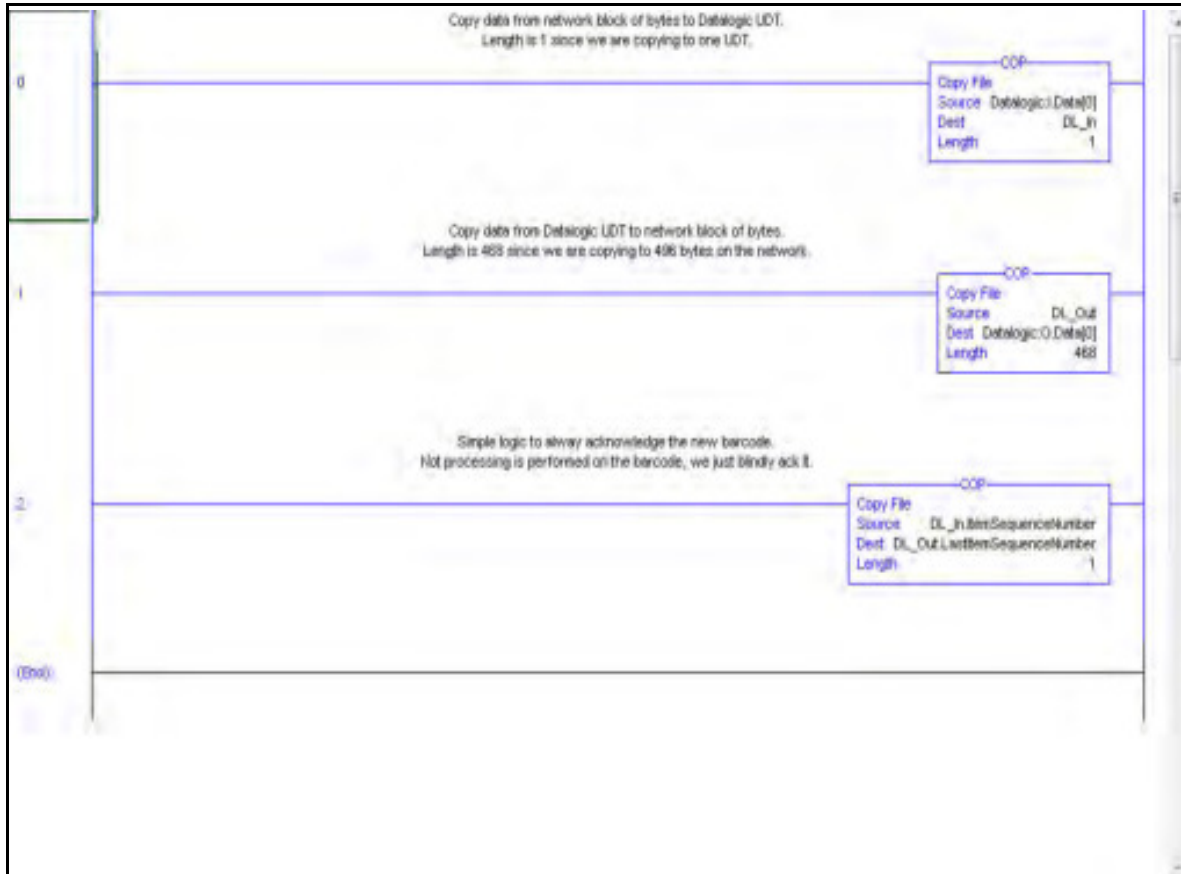 Copy data from network block of bytes to Datalogic UDT.
Length is 1 since we are copying to one UDT.
0
COP
Copy File
Source Datalogic:I.Data[0]
Dest DL_In
Length 1
Copy data from Datalogic UDT to network block of bytes.
Length is 468 since we are copying to 496 bytes on the network.
1
COP
Copy File
Source DL_Out
Dest Datalogic:O.Data[0]
Length 468
Simple logic to alway acknowledge the new barcode.
Not processing is performed on the barcode, we just blindly ack it.
2
COP
Copy File
Source DL_In.ItemSequenceNumber
Dest DL_Out.LastItemSequenceNumber
Length 1
(End)